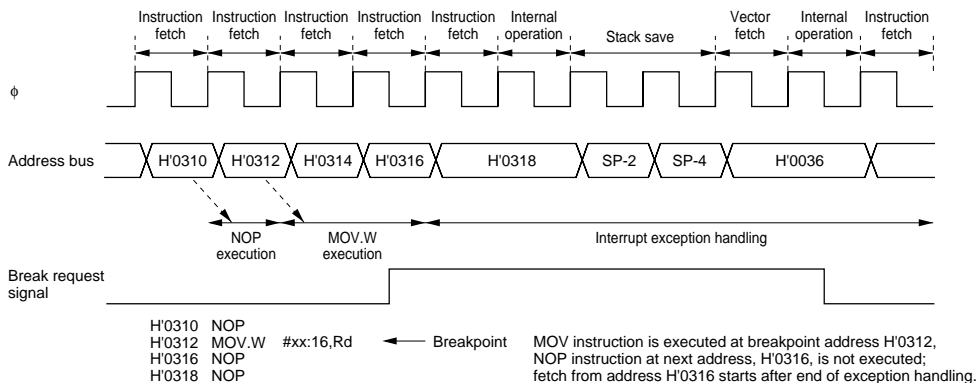 Instruction fetch
Instruction fetch
Instruction fetch
Instruction fetch
Instruction fetch
Internal operation
Stack save
Vector fetch
Internal operation
Instruction fetch
φ
Address bus
H'0310
H'0312
H'0314
H'0316
H'0318
SP-2
SP-4
H'0036
NOP execution
MOV.W execution
Interrupt exception handling
Break request signal
H'0310 NOP
H'0312 MOV.W #xx:16,Rd Breakpoint
H'0316 NOP
H'0318 NOP
MOV instruction is executed at breakpoint address H'0312,
NOP instruction at next address, H'0316, is not executed;
fetch from address H'0316 starts after end of exception handling.